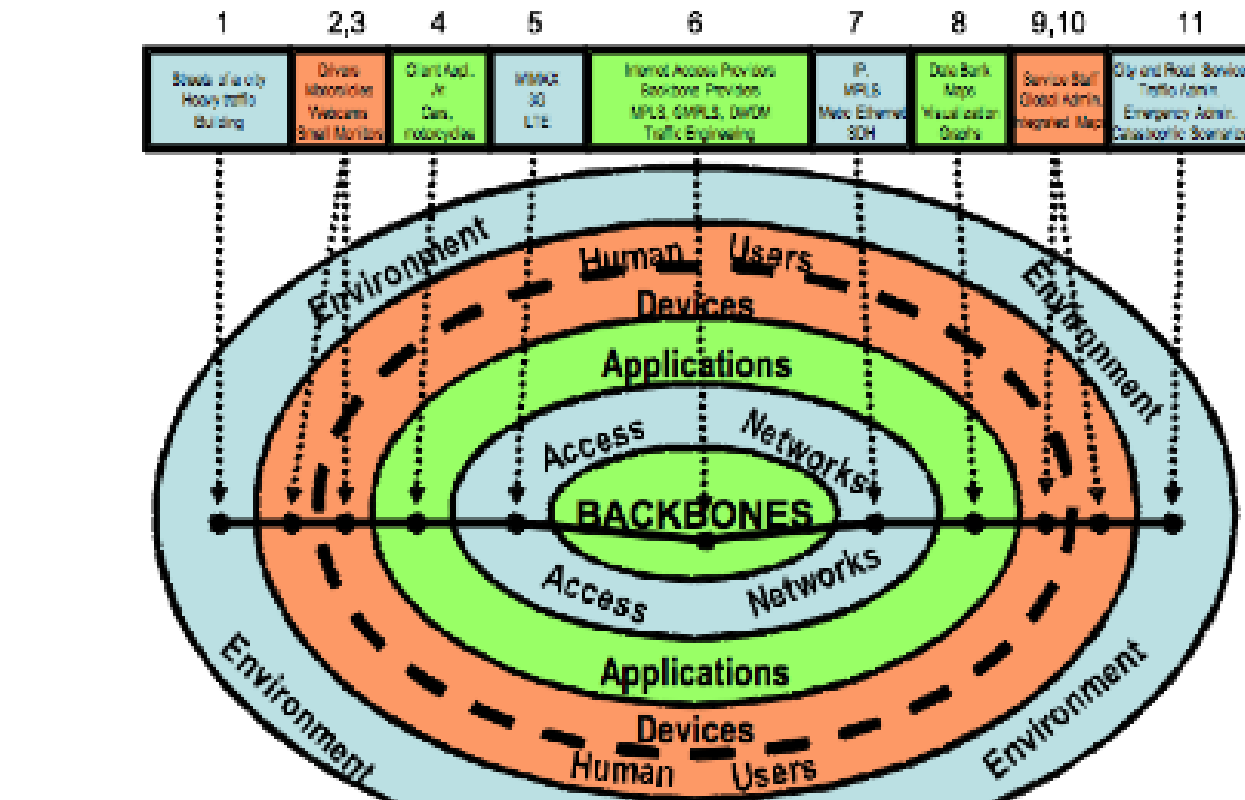 1 2,3 4 5 6 7 8 9,10 11
Streets of a city
Heavy traffic
Building
Drivers
Motorcycles
Webcams
Small Monitors
Client Appl.
Cars,
motorcycles
WiMAX
3G
LTE
Internet Access Providers
Backbone Providers
MPLS, GMPLS, DWDM
Traffic Engineering
IP,
MPLS
Metro Ethernet
SDH
Data Bank
Maps
Visualization
Graphs
Service Staff
Global Admin.
Integrated Maps
City and Road Service
Traffic Admin.
Emergency Admin.
Catastrophic Scenarios
Environment
Human Users
Environment
Devices
Applications
Access Networks
BACKBONES
Access Networks
Applications
Environment
Environment
Devices
Human Users